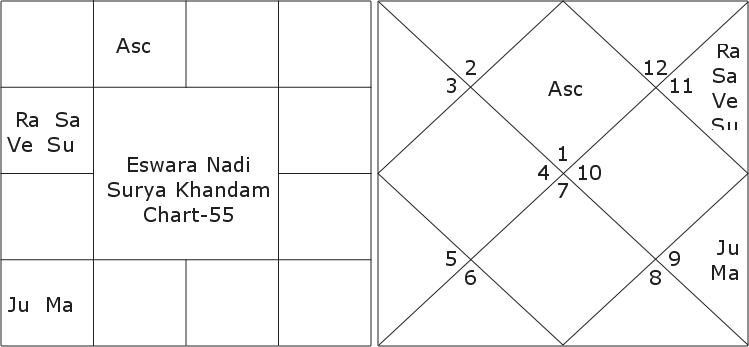 Asc
Ra Sa
Ve Su
Eswara Nadi
Surya Khandam
Chart-55
Ju Ma
2
3
12
11
Ra
Sa
Ve
Su
Asc
1
4
10
7
5
6
9
8
Ju
Ma